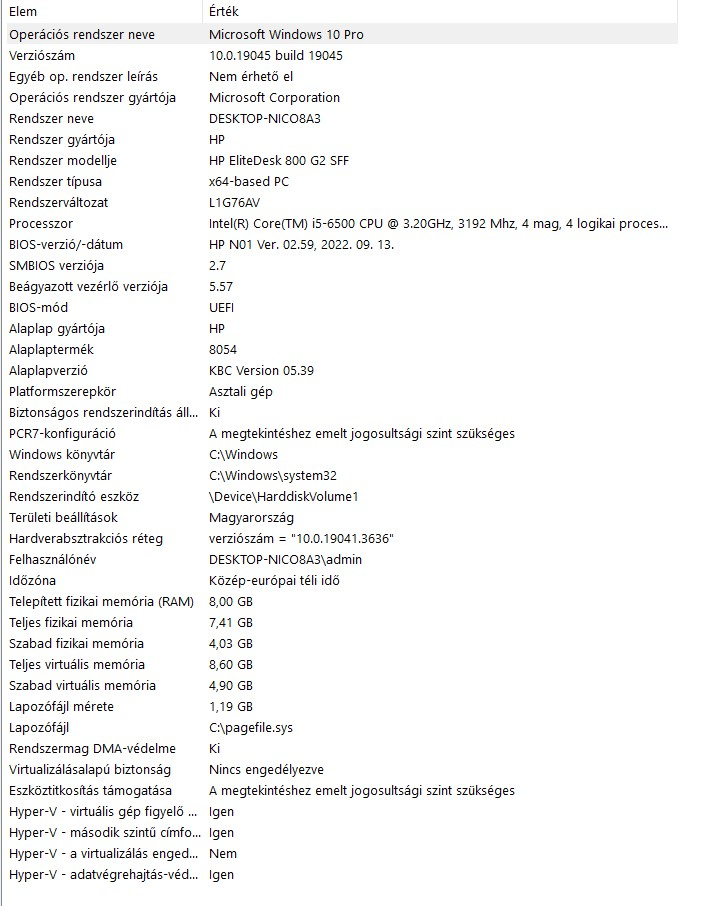 Elem Érték
Operációs rendszer neve Microsoft Windows 10 Pro
Verziószám 10.0.19045 build 19045
Egyéb op. rendszer leírás Nem érhető el
Operációs rendszer gyártója Microsoft Corporation
Rendszer neve DESKTOP-NICO8A3
Rendszer gyártója HP
Rendszer modellje HP EliteDesk 800 G2 SFF
Rendszer típusa x64-based PC
Rendszerváltozat L1G76AV
Processzor Intel(R) Core(TM) i5-6500 CPU @ 3.20GHz, 3192 Mhz, 4 mag, 4 logikai proces...
BIOS-verzió/-dátum HP N01 Ver. 02.59, 2022. 09. 13.
SMBIOS verziója 2.7
Beágyazott vezérlő verziója 5.57
BIOS-mód UEFI
Alaplap gyártója HP
Alaplaptermék 8054
Alaplapverzió KBC Version 05.39
Platformszerepkör Asztali gép
Biztonságos rendszerindítás áll... Ki
PCR7-konfiguráció A megtekintéshez emelt jogosultsági szint szükséges
Windows könyvtár C:\Windows
Rendszerkönyvtár C:\Windows\system32
Rendszerindító eszköz \Device\HarddiskVolume1
Területi beállítások Magyarország
Hardverabsztrakciós réteg verziószám = "10.0.19041.3636"
Felhasználónév DESKTOP-NICO8A3\admin
Időzóna Közép-európai téli idő
Telepített fizikai memória (RAM) 8,00 GB
Teljes fizikai memória 7,41 GB
Szabad fizikai memória 4,03 GB
Teljes virtuális memória 8,60 GB
Szabad virtuális memória 4,90 GB
Lapozófájl mérete 1,19 GB
Lapozófájl C:\pagefile.sys
Rendszermag DMA-védelme Ki
Virtualizálásalapú biztonság Nincs engedélyezve
Eszköztitkosítás támogatása A megtekintéshez emelt jogosultsági szint szükséges
Hyper-V - virtuális gép figyelő ... Igen
Hyper-V - második szintű címfo... Igen
Hyper-V - a virtualizálás enged... Nem
Hyper-V - adatvégrehajtás-véd... Igen